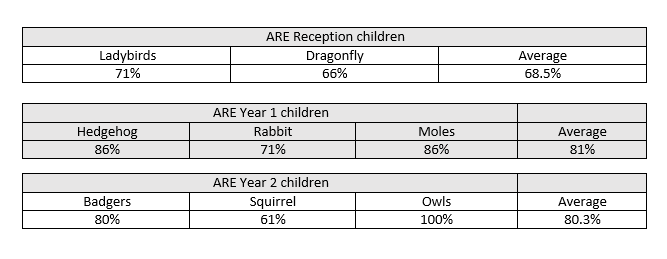 ARE Reception children
Ladybirds Dragonfly Average
71% 66% 68.5%
ARE Year 1 children
Hedgehog Rabbit Moles Average
86% 71% 86% 81%
ARE Year 2 children
Badgers Squirrel Owls Average
80% 61% 100% 80.3%